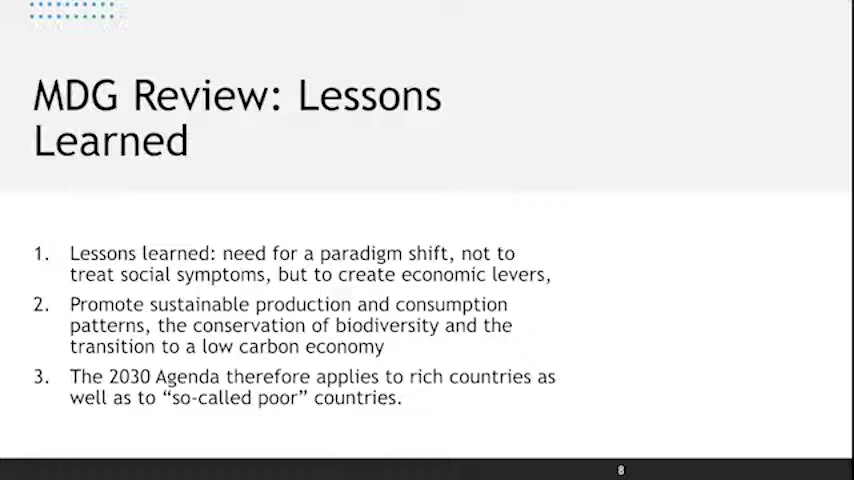 MDG Review: Lessons
Learned
1. Lessons learned: need for a paradigm shift, not to
treat social symptoms, but to create economic levers,
2. Promote sustainable production and consumption
patterns, the conservation of biodiversity and the
transition to a low carbon economy
3. The 2030 Agenda therefore applies to rich countries as
well as to “so-called poor” countries.
8